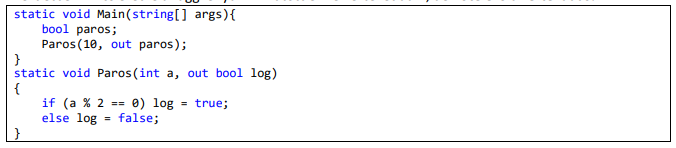 static void Main(string[] args){
    bool paros;
    Paros(10, out paros);
}
static void Paros(int a, out bool log)
{
    if (a % 2 == 0) log = true;
    else log = false;
}